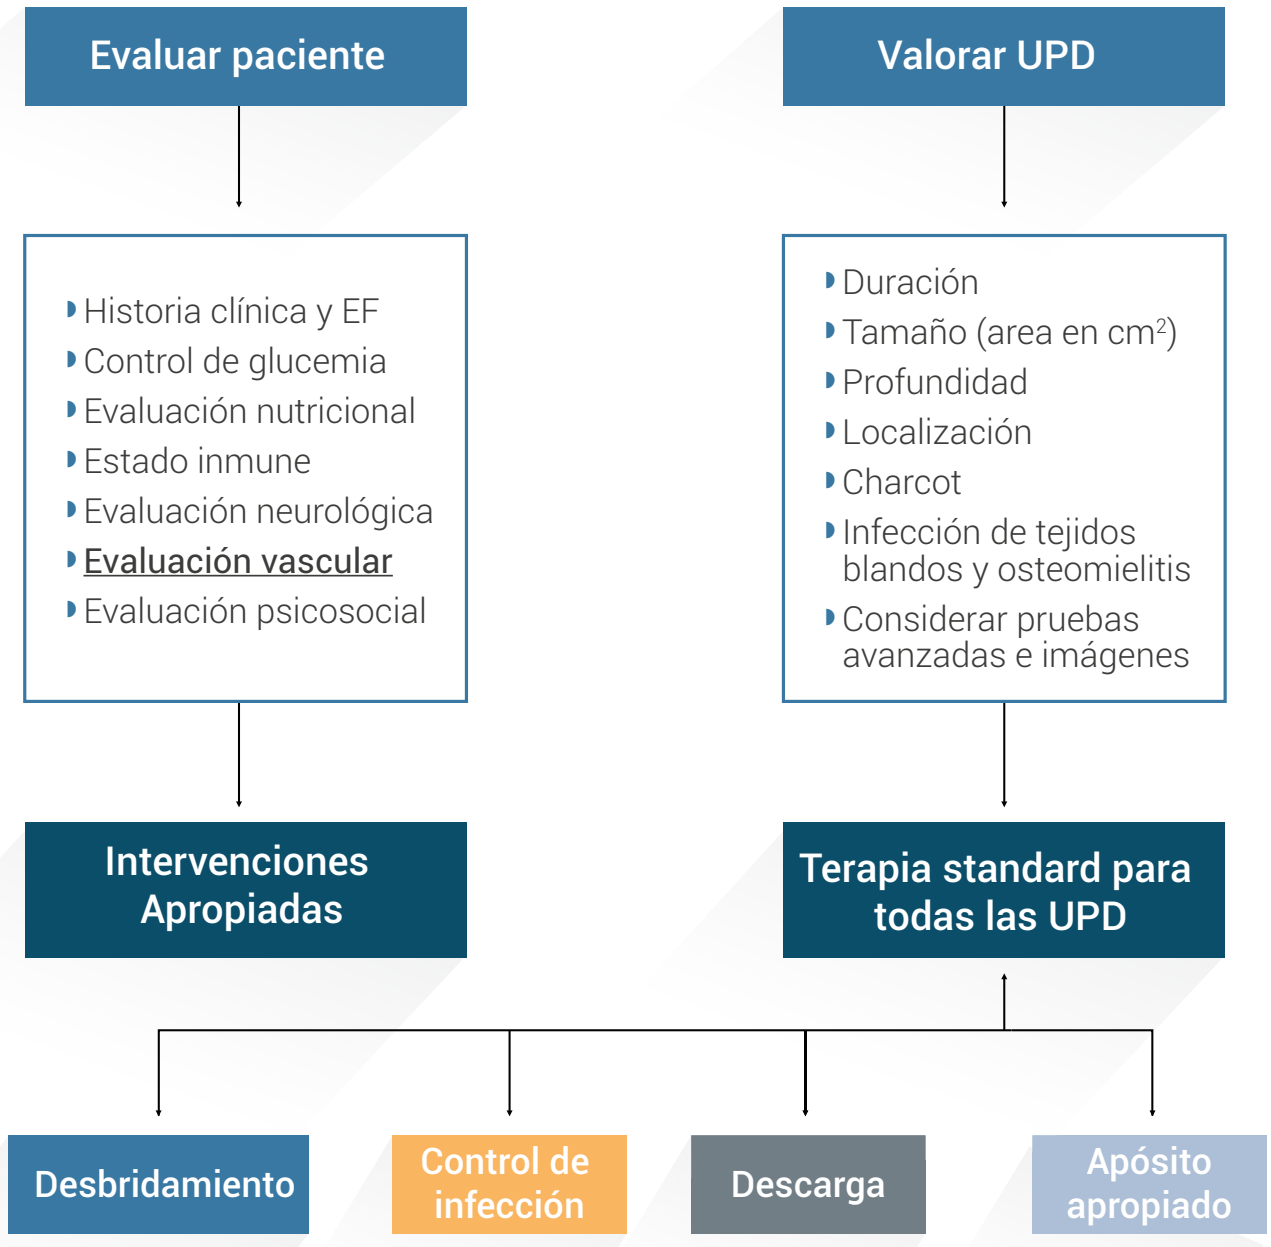 Evaluar paciente
Historia clínica y EF
Control de glucemia
Evaluación nutricional
Estado inmune
Evaluación neurológica
Evaluación vascular
Evaluación psicosocial
Intervenciones
Apropiadas
Valorar UPD
Duración
Tamaño (area en cm²)
Profundidad
Localización
Charcot
Infección de tejidos
blandos y osteomielitis
Considerar pruebas
avanzadas e imágenes
Terapia standard para
todas las UPD
Desbridamiento
Control de
infección
Descarga
Apósito
apropiado